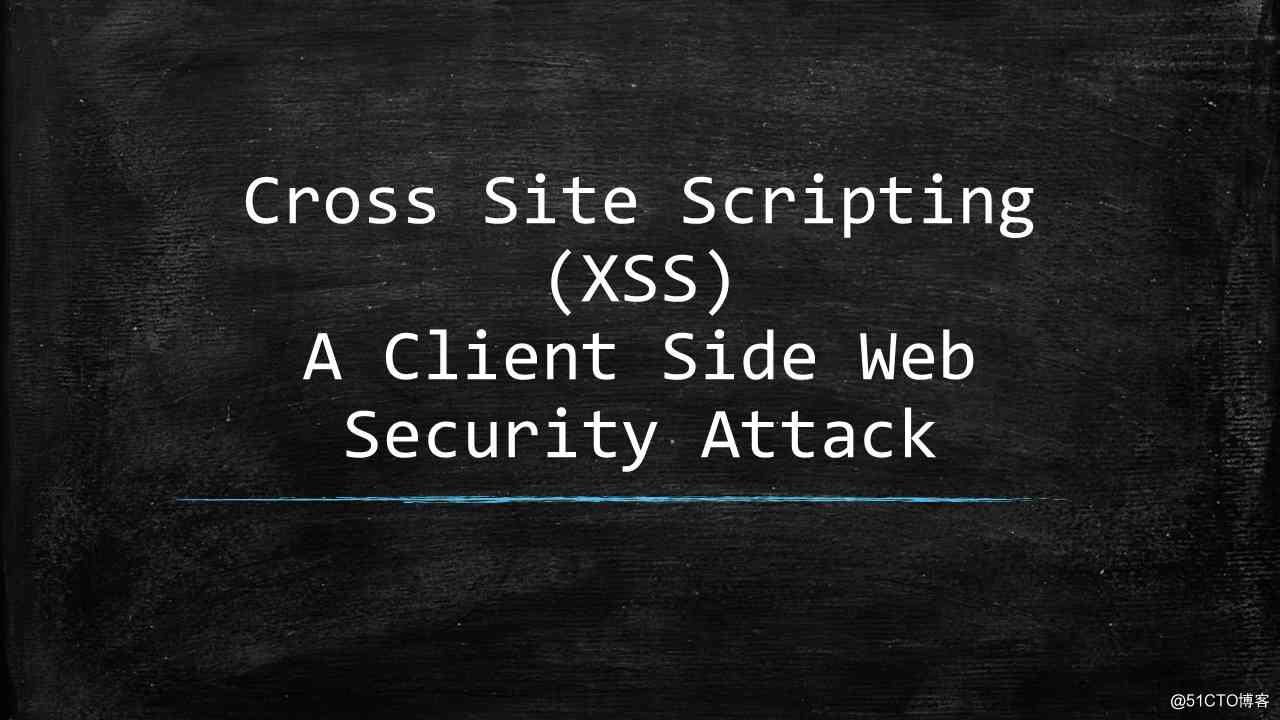 Cross Site Scripting
(XSS)
A Client Side Web
Security Attack
@51CTO博客